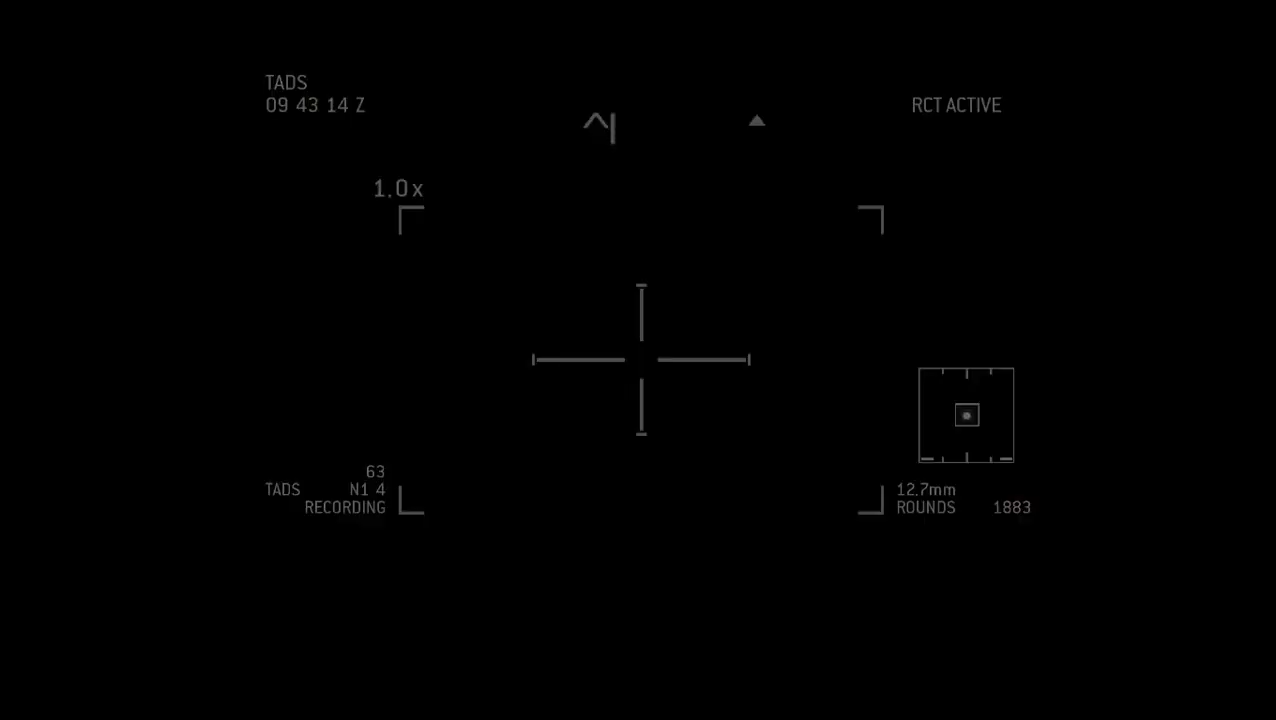 TADS
09 43 14 Z
RCT ACTIVE
1.0x
63
TADS N1 4
RECORDING
12.7mm
ROUNDS 1883